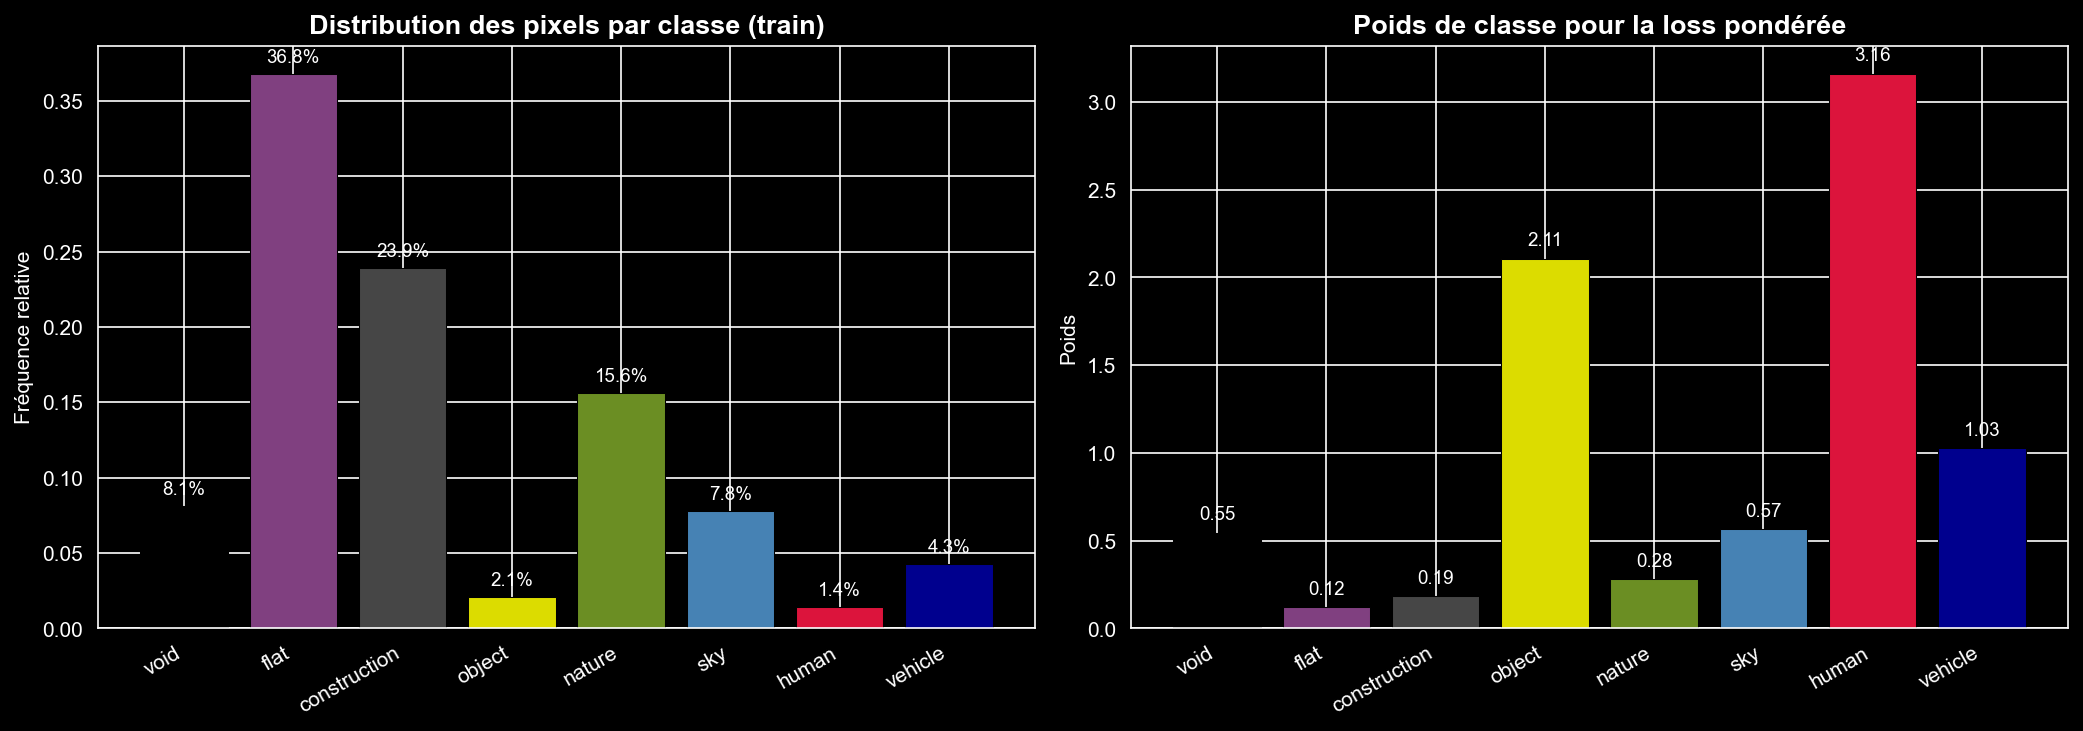 Distribution des pixels par classe (train)
Fréquence relative
0.35
0.30
0.25
0.20
0.15
0.10
0.05
0.00
8.1%
36.8%
23.9%
2.1%
15.6%
7.8%
1.4%
4.3%
void
flat
construction
object
nature
sky
human
vehicle
Poids de classe pour la loss pondérée
Poids
3.0
2.5
2.0
1.5
1.0
0.5
0.0
0.55
0.12
0.19
2.11
0.28
0.57
3.16
1.03
void
flat
construction
object
nature
sky
human
vehicle